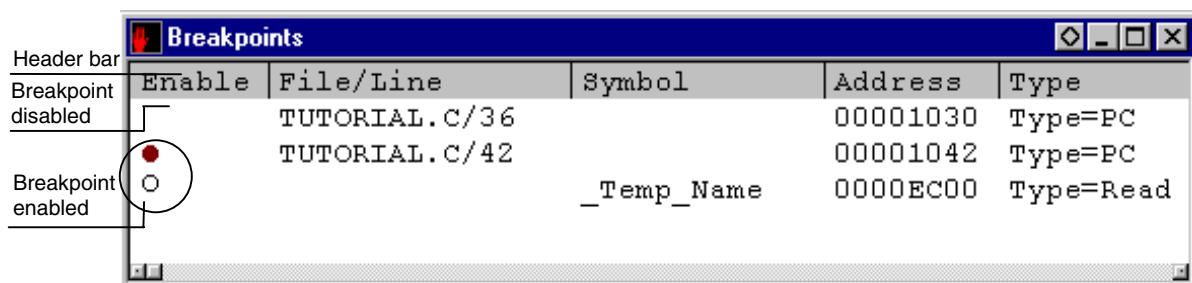 Breakpoints
Header bar
Enable File/Line Symbol Address Type
Breakpoint
disabled
TUTORIAL.C/36 00001030 Type=PC
TUTORIAL.C/42 00001042 Type=PC
Breakpoint
enabled
_Temp_Name 0000EC00 Type=Read